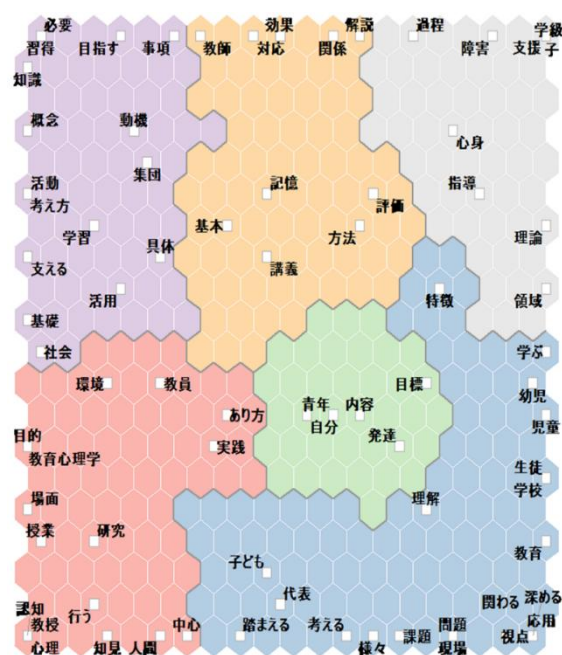 必要
効果
解説
過程
学級
習得
目指す
事項
教師
対応
関係
障害
支援
子
知識
概念
動機
心身
集団
活動
考え方
記憶
評価
指導
学習
具体
基本
方法
理論
支える
講義
活用
特徴
領域
基礎
社会
学ぶ
環境
教員
目標
幼児
青年
内容
あり方
自分
児童
目的
教育心理学
実践
発達
生徒
学校
場面
理解
授業
研究
教育
子ども
認知
行う
代表
関わる
深める
教授
心理
知見
人間
中心
踏まえる
考える
様々
課題
問題
現場
視点
応用